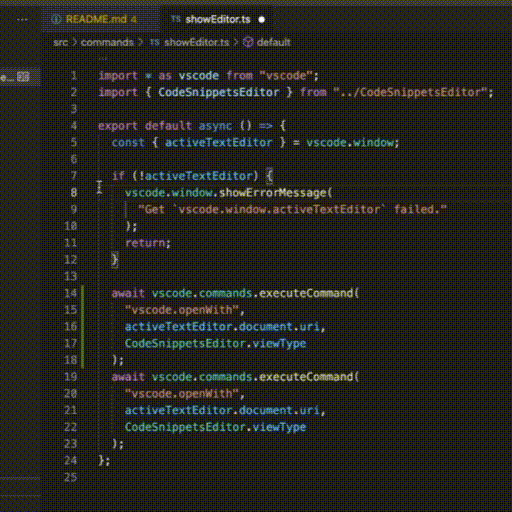 README.md 4
TS showEditor.ts
src > commands > TS showEditor.ts > default
1 import * as vscode from "vscode";
2 import { CodeSnippetsEditor } from "../CodeSnippetsEditor";
3
4 export default async () => {
5 const { activeTextEditor } = vscode.window;
6
7 if (!activeTextEditor) {
8 vscode.window.showErrorMessage(
9 "Get `vscode.window.activeTextEditor` failed."
10 );
11 return;
12 }
13
14 await vscode.commands.executeCommand(
15 "vscode.openWith",
16 activeTextEditor.document.uri,
17 CodeSnippetsEditor.viewType
18 );
19 await vscode.commands.executeCommand(
20 "vscode.openWith",
21 activeTextEditor.document.uri,
22 CodeSnippetsEditor.viewType
23 );
24 };
25